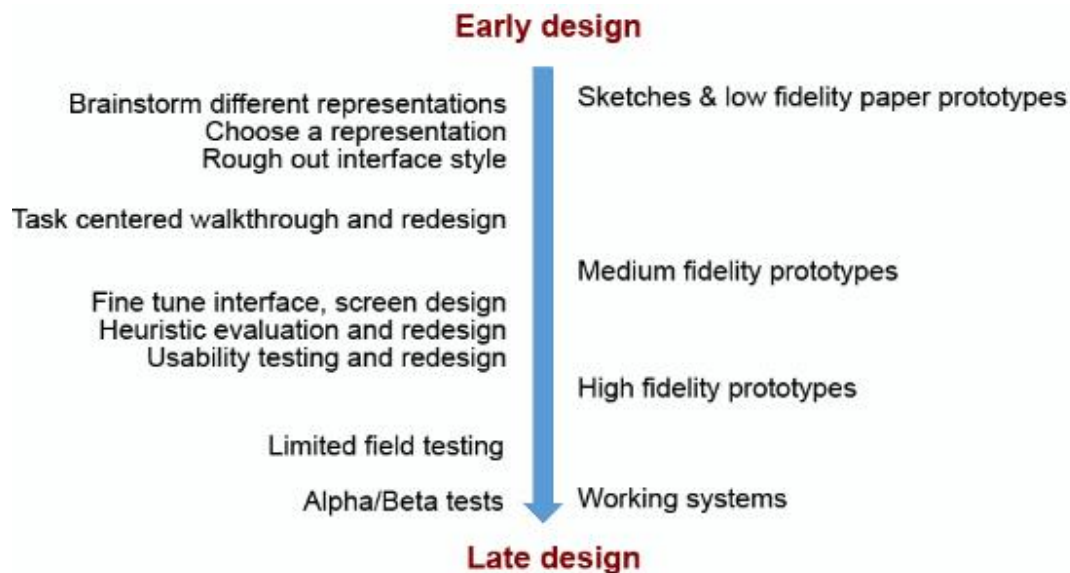 Early design
Brainstorm different representations
Choose a representation
Rough out interface style
Task centered walkthrough and redesign
Fine tune interface, screen design
Heuristic evaluation and redesign
Usability testing and redesign
Limited field testing
Alpha/Beta tests
Sketches & low fidelity paper prototypes
Medium fidelity prototypes
High fidelity prototypes
Working systems
Late design